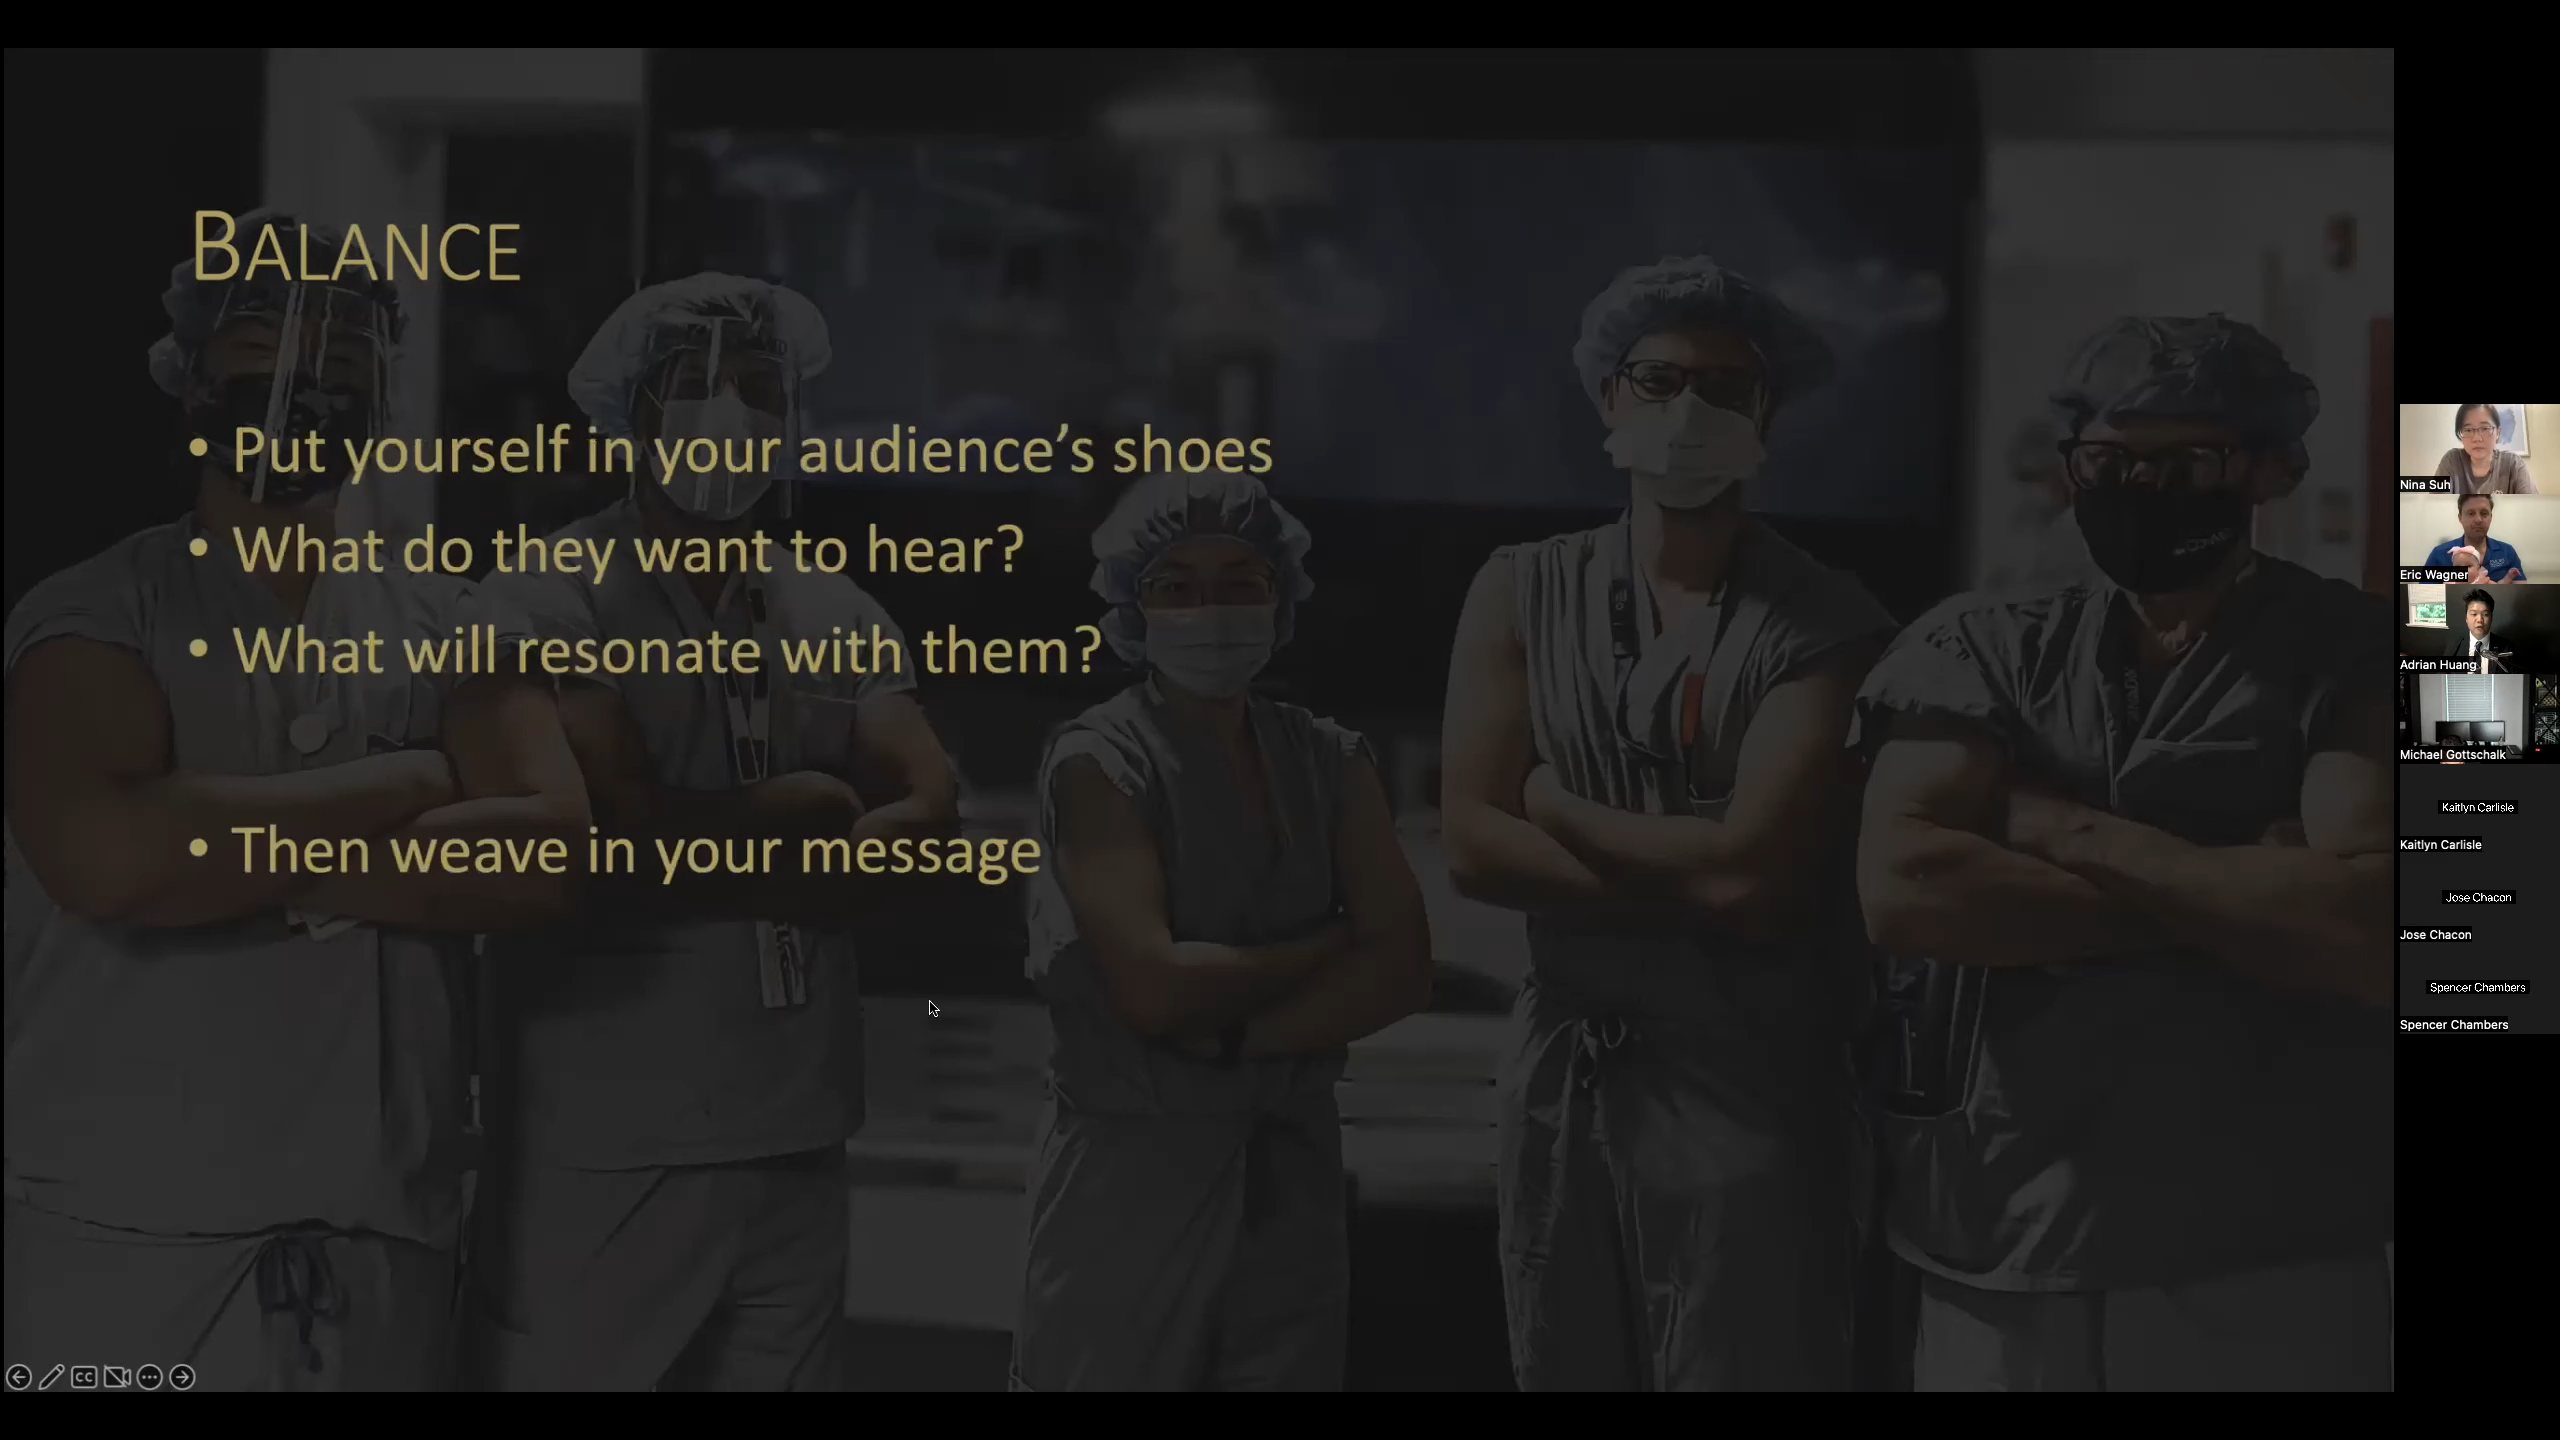 BALANCE
• Put yourself in your audience’s shoes
• What do they want to hear?
• What will resonate with them?
• Then weave in your message
CC
Nina Suh
Eric Wagner
Adrian Huang
Michael Gottschalk
Kaitlyn Carlisle
Kaitlyn Carlisle
Jose Chacon
Jose Chacon
Spencer Chambers
Spencer Chambers